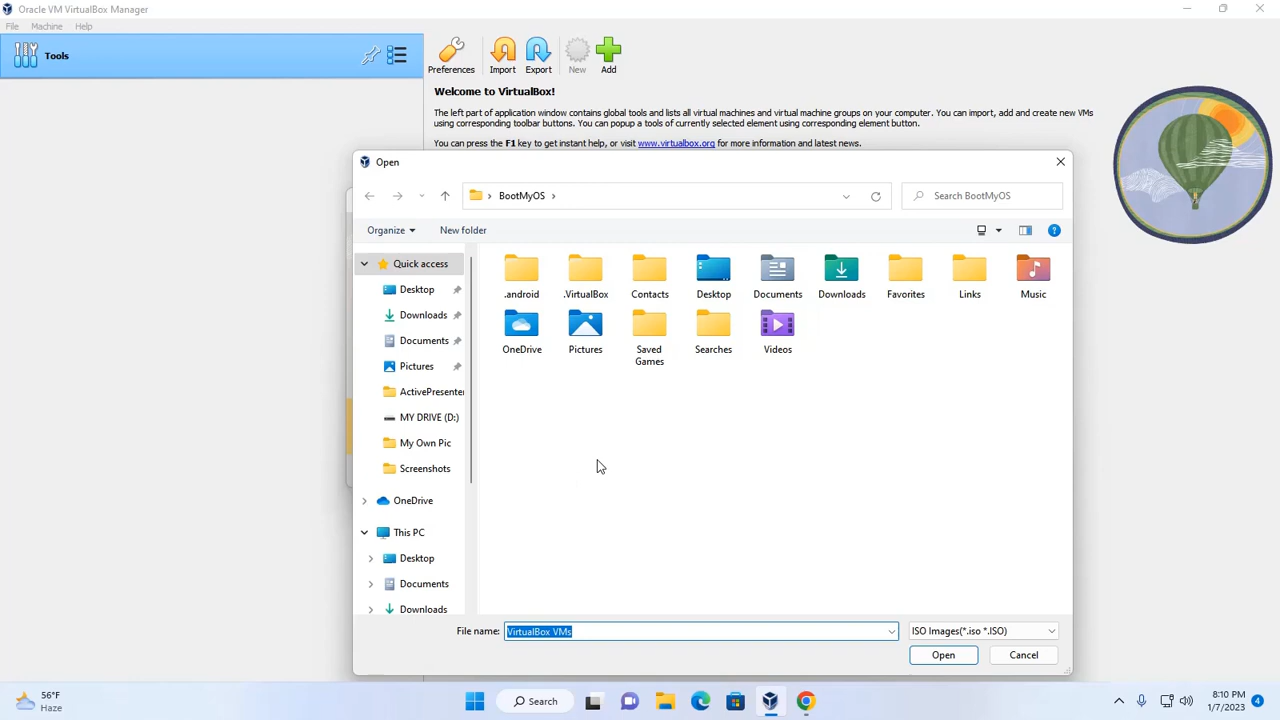 Oracle VM VirtualBox Manager
File Machine Help
Tools
Preferences Import Export New Add
Welcome to VirtualBox!
The left part of application window contains global tools and lists all virtual machines and virtual machine groups on your computer. You can import, add and create new VMs
using corresponding toolbar buttons. You can popup a tools of currently selected element using corresponding element button.
You can press the F1 key to get instant help, or visit www.virtualbox.org for more information and latest news.
Open
BootMyOS
Search BootMyOS
Organize New folder
Quick access
Desktop
Downloads
Documents
Pictures
ActivePresenter
MY DRIVE (D:)
My Own Pic
Screenshots
OneDrive
This PC
Desktop
Documents
Downloads
.android .VirtualBox Contacts Desktop Documents Downloads Favorites Links Music
OneDrive Pictures Saved Games Searches Videos
File name: VirtualBox VMs ISO Images(*.iso *.ISO)
Open Cancel
56°F
Haze
Search
8:10 PM
1/7/2023
4